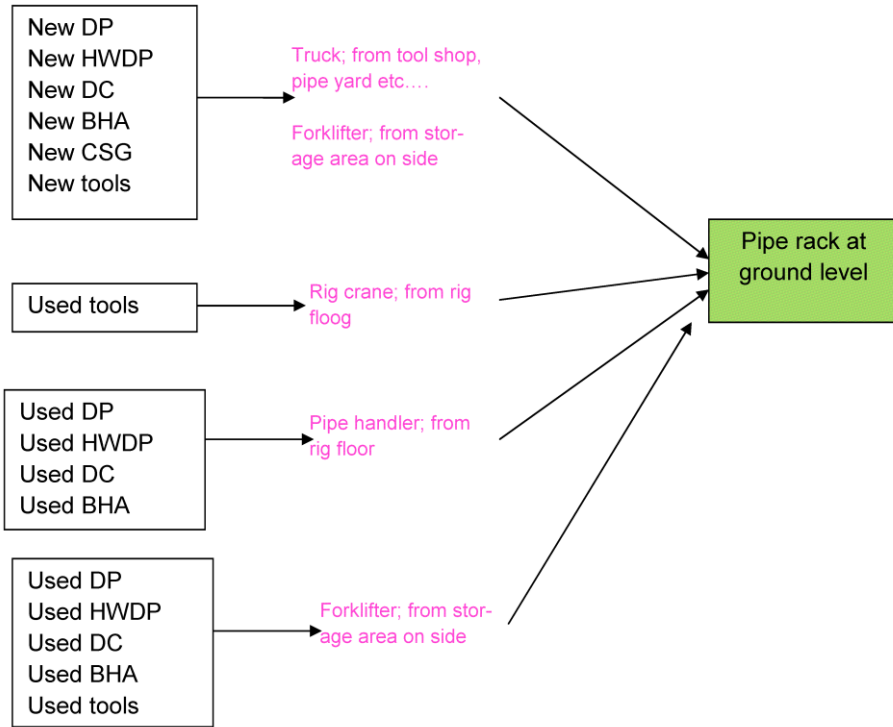 New DP
New HWDP
New DC
New BHA
New CSG
New tools
Truck; from tool shop,
pipe yard etc....
Forklifter; from stor-
age area on side
Pipe rack at
ground level
Used tools
Rig crane; from rig
floog
Used DP
Used HWDP
Used DC
Used BHA
Pipe handler; from
rig floor
Used DP
Used HWDP
Used DC
Used BHA
Used tools
Forklifter; from stor-
age area on side